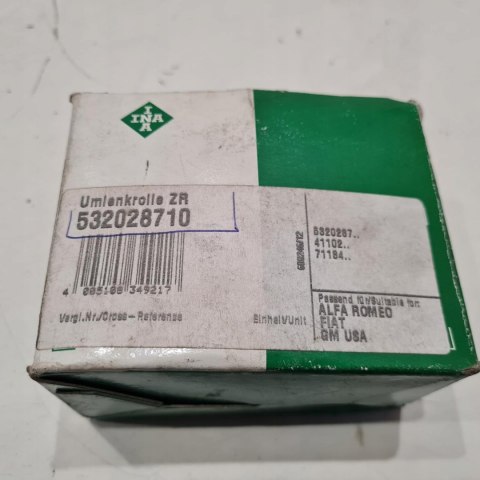 INA
INA
Umlenkrolle ZR
532028710
4 005108 349217
Vergl.Nr./Cross-Reference
Einheit/Unit
5320287..
41102..
71184..
Passend für/Suitable for:
ALFA ROMEO
FIAT
GM USA